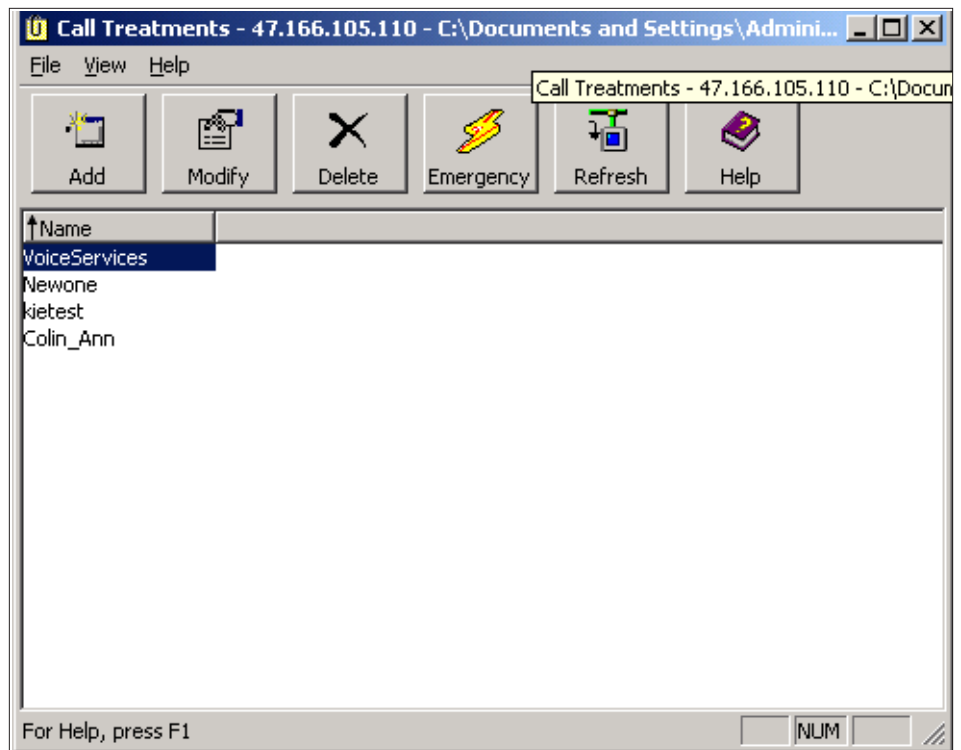 Call Treatments - 47.166.105.110 - C:\Documents and Settings\Admini...
File View Help
Call Treatments - 47.166.105.110 - C:\Docum
Add Modify Delete Emergency Refresh Help
Name
VoiceServices
Newone
kietest
Colin_Ann
For Help, press F1 NUM